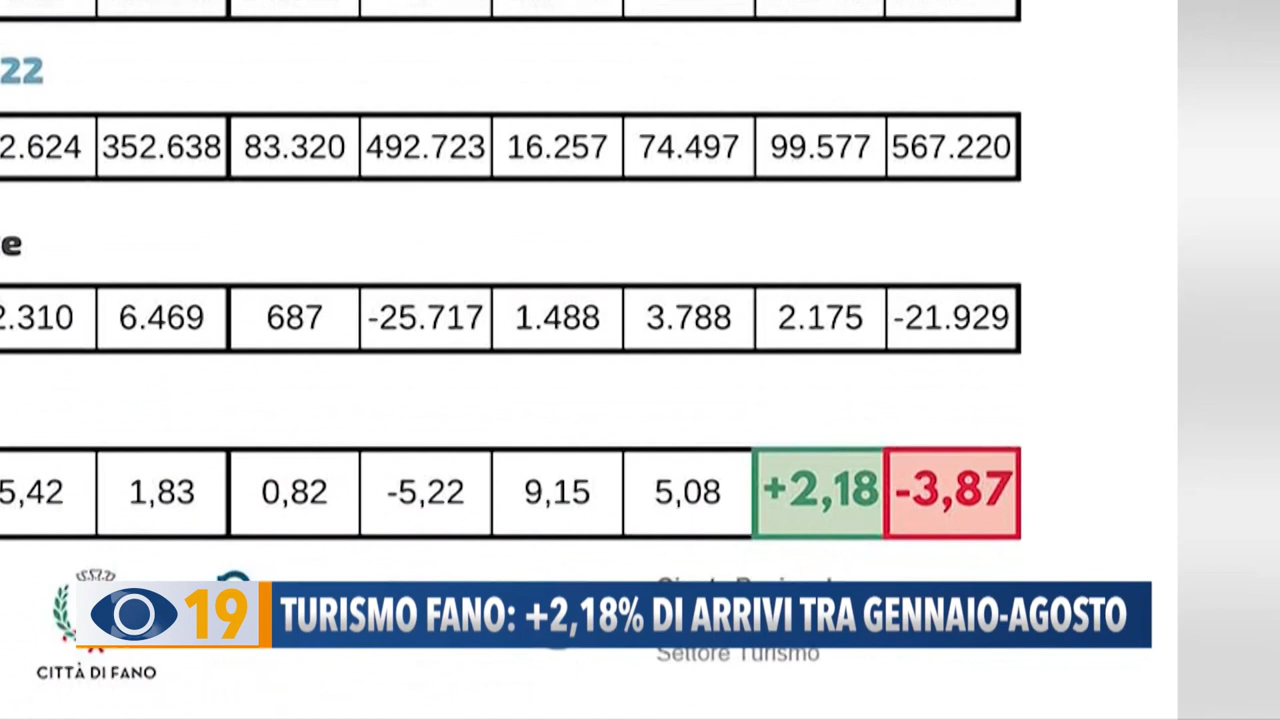 22
2.624 352.638 83.320 492.723 16.257 74.497 99.577 567.220
e
2.310 6.469 687 -25.717 1.488 3.788 2.175 -21.929
5,42 1,83 0,82 -5,22 9,15 5,08 +2,18 -3,87
19 TURISMO FANO: +2,18% DI ARRIVI TRA GENNAIO-AGOSTO
Settore Turismo
CITTÀ DI FANO